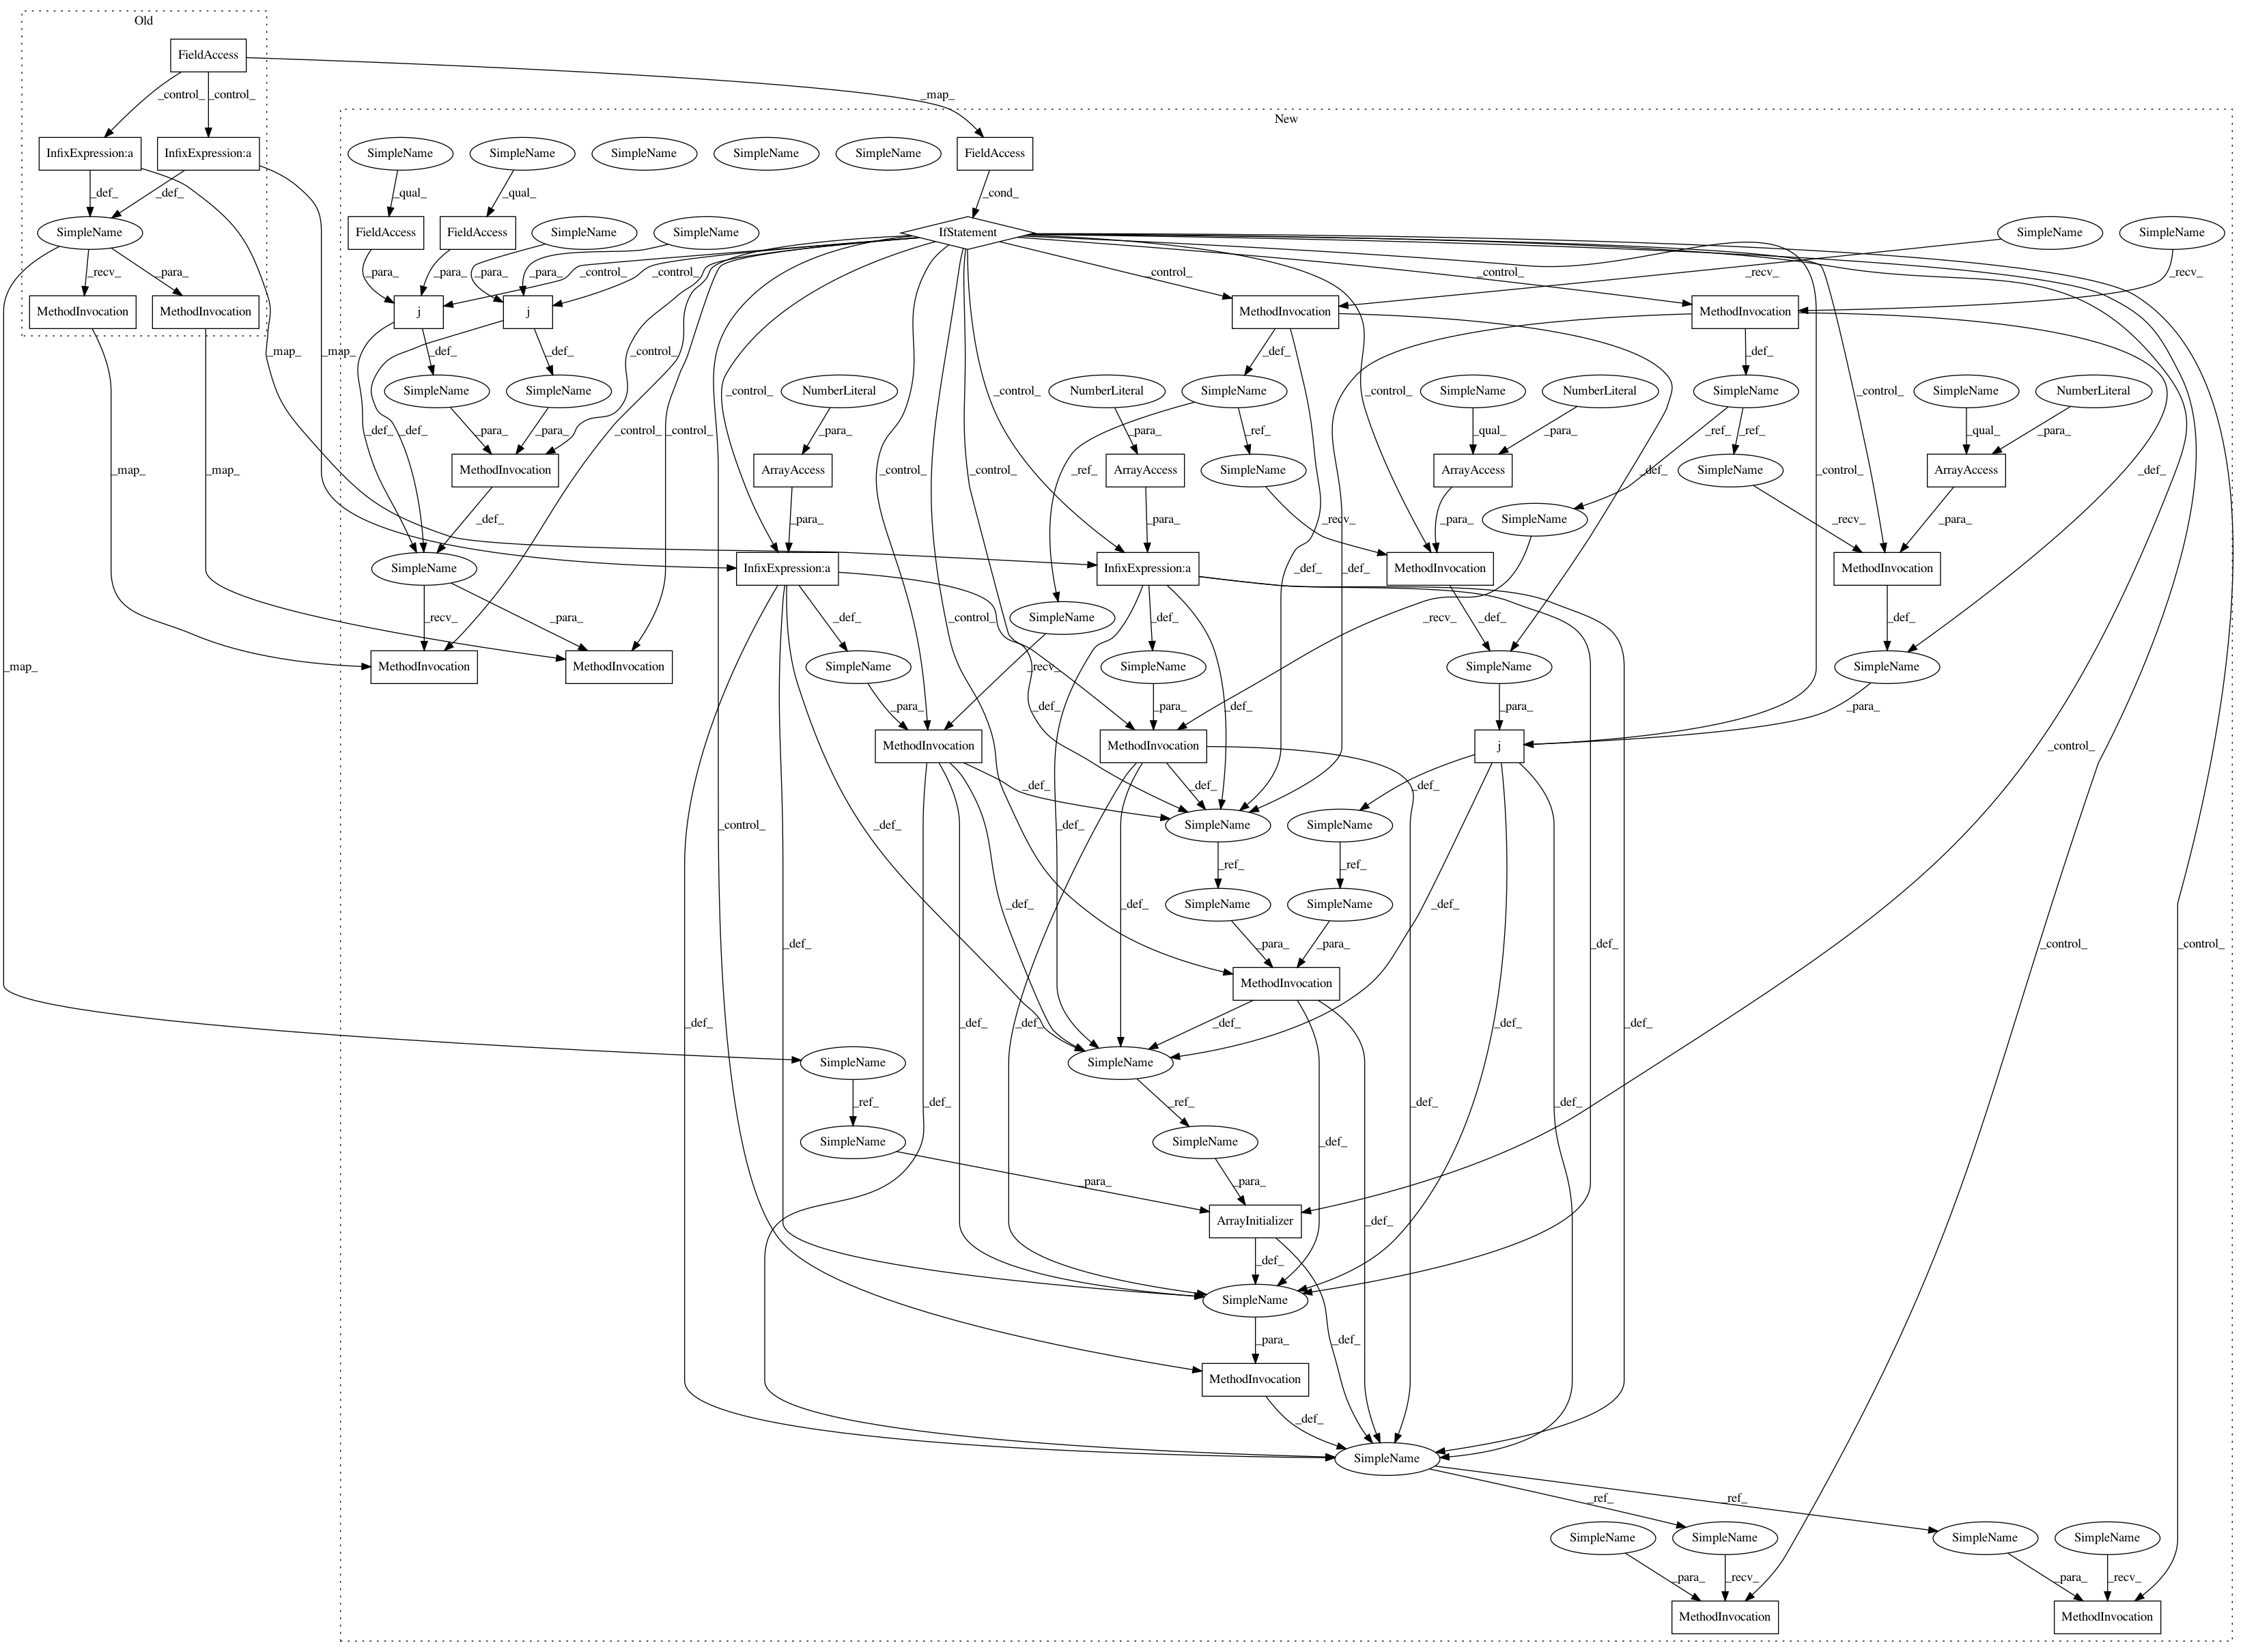 Old
FieldAccess
_control_ _control_ _map_
New
InfixExpression:a InfixExpression:a SimpleName SimpleName SimpleName SimpleName SimpleName FieldAccess
_def_ _def_ _qual_ _qual_ _cond_
SimpleName FieldAccess FieldAccess SimpleName SimpleName IfStatement SimpleName SimpleName
_recv_ _para_ _para_ _para_ _para_ _para_ _control_ _control_ _control_ _control_ _recv_ _recv_
MethodInvocation MethodInvocation j j MethodInvocation MethodInvocation
_map_ _map_ _def_ _def_ _control_ _def_ _def_
SimpleName SimpleName NumberLiteral NumberLiteral SimpleName SimpleName NumberLiteral SimpleName SimpleName NumberLiteral
_control_ _control_ _control_ _control_
_def_ _def_ _para_ _para_ _control_ _control_ _para_ _para_ _ref_ _qual_ _para_ _ref_ _ref_ _qual_ _para_
MethodInvocation ArrayAccess ArrayAccess SimpleName ArrayAccess SimpleName ArrayAccess
_map_ _map_ _control_ _control_ _ref_ _def_ _control_ _def_
_def_ _para_ _para_ _recv_ _para_ SimpleName _recv_ _para_
SimpleName InfixExpression:a InfixExpression:a _def_ _def_ MethodInvocation MethodInvocation
_recv_ _para_ _def_ _control_ SimpleName _def_ _def_ _recv_ _def_
MethodInvocation MethodInvocation SimpleName SimpleName SimpleName SimpleName
_map_ _recv_
_para_ _def_ _para_ _def_ _para_ _para_
MethodInvocation MethodInvocation j _control_
_def_ _def_ _def_
SimpleName SimpleName
_control_ _def_ _def_
_ref_ _ref_
SimpleName SimpleName
_def_ _def_ _def_ _para_ _para_ _def_ _control_ _control_
MethodInvocation
_def_ _def_ _def_ _def_ _def_ _def_
SimpleName SimpleName
_ref_ _def_ _ref_ _def_ _def_
SimpleName SimpleName _def_
_para_ _para_
ArrayInitializer _def_
_def_
SimpleName
_para_ _def_
MethodInvocation
_def_
SimpleName
_ref_ _ref_
SimpleName SimpleName SimpleName SimpleName
_para_ _recv_ _para_ _recv_
MethodInvocation MethodInvocation